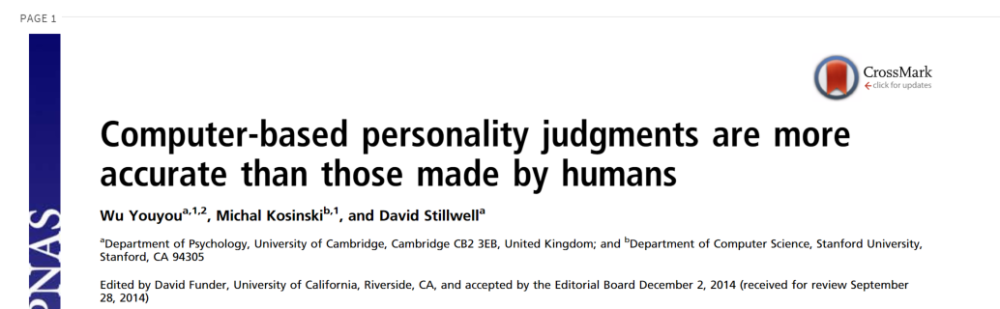 PAGE 1
CrossMark
click for updates
Computer-based personality judgments are more
accurate than those made by humans
Wu Youyou^a,1,2, Michal Kosinski^b,1, and David Stillwell^a
^aDepartment of Psychology, University of Cambridge, Cambridge CB2 3EB, United Kingdom; and ^bDepartment of Computer Science, Stanford University,
Stanford, CA 94305
Edited by David Funder, University of California, Riverside, CA, and accepted by the Editorial Board December 2, 2014 (received for review September
28, 2014)
PNAS